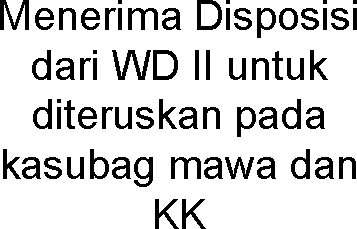 Menerima Disposisi
dari WD II untuk
diteruskan pada
kasubag mawa dan
KK